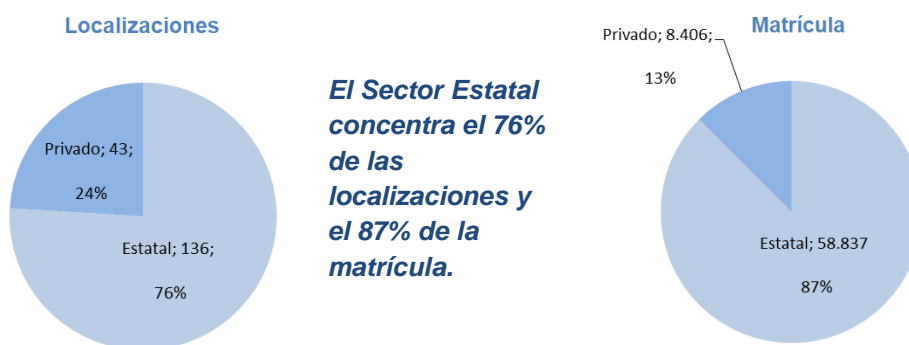 Localizaciones
Privado; 43;
24%
Estatal; 136;
76%
El Sector Estatal
concentra el 76%
de las
localizaciones y
el 87% de la
matrícula.
Matrícula
Privado; 8.406;
13%
Estatal; 58.837
87%